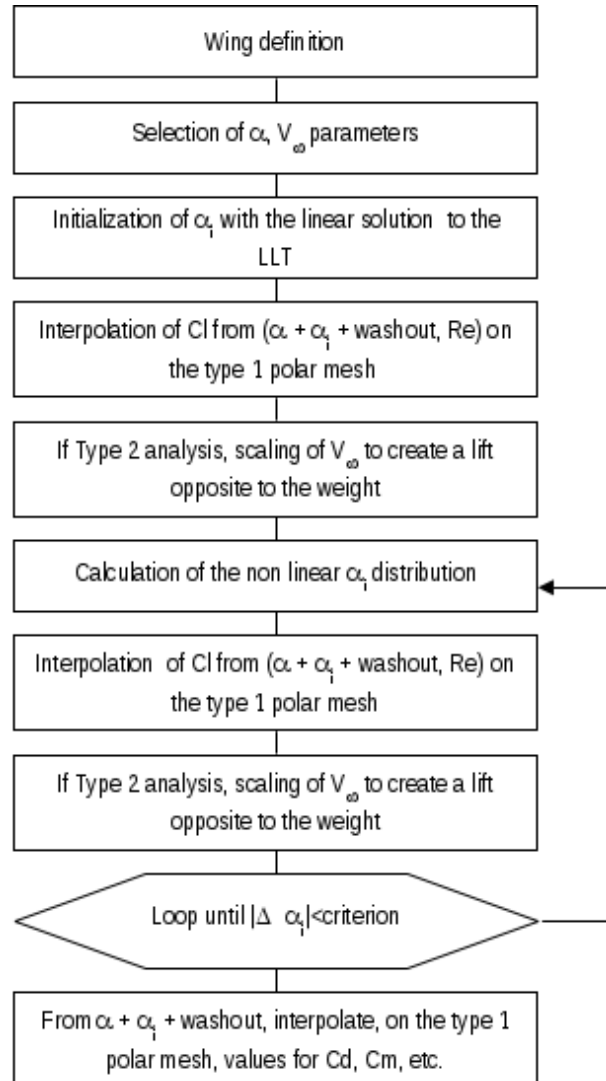 Wing definition
Selection of α, V∞ parameters
Initialization of αi with the linear solution to the
LLT
Interpolation of Cl from (α + αi + washout, Re) on
the type 1 polar mesh
If Type 2 analysis, scaling of V∞ to create a lift
opposite to the weight
Calculation of the non linear αi distribution
Interpolation of Cl from (α + αi + washout, Re) on
the type 1 polar mesh
If Type 2 analysis, scaling of V∞ to create a lift
opposite to the weight
Loop until |Δ αi|<criterion
From α + αi + washout, interpolate, on the type 1
polar mesh, values for Cd, Cm, etc.